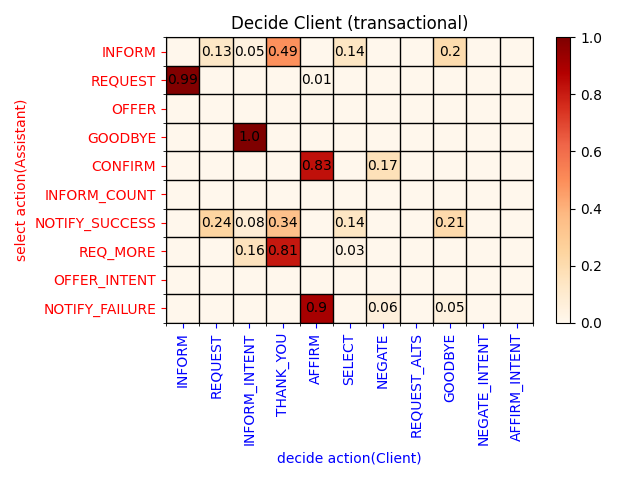 Decide Client (transactional)
select action(Assistant)
INFORM 0.13 0.05 0.49 0.14 0.2
REQUEST 0.99 0.01
OFFER
GOODBYE 1.0
CONFIRM 0.83 0.17
INFORM_COUNT
NOTIFY_SUCCESS 0.24 0.08 0.34 0.14 0.21
REQ_MORE 0.16 0.81 0.03
OFFER_INTENT
NOTIFY_FAILURE 0.9 0.06 0.05
INFORM
REQUEST
INFORM_INTENT
THANK_YOU
AFFIRM
SELECT
NEGATE
REQUEST_ALTS
GOODBYE
NEGATE_INTENT
AFFIRM_INTENT
decide action(Client)
1.0
0.8
0.6
0.4
0.2
0.0